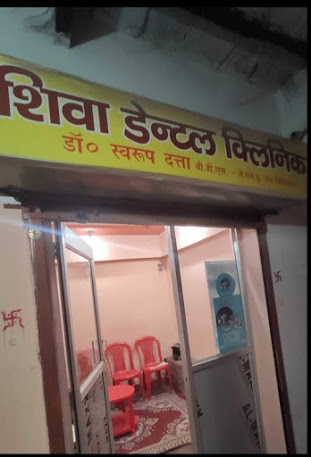 शिवा डेन्टल क्लिनिक
डॉ० स्वरूप दत्ता बी.डी.एस.